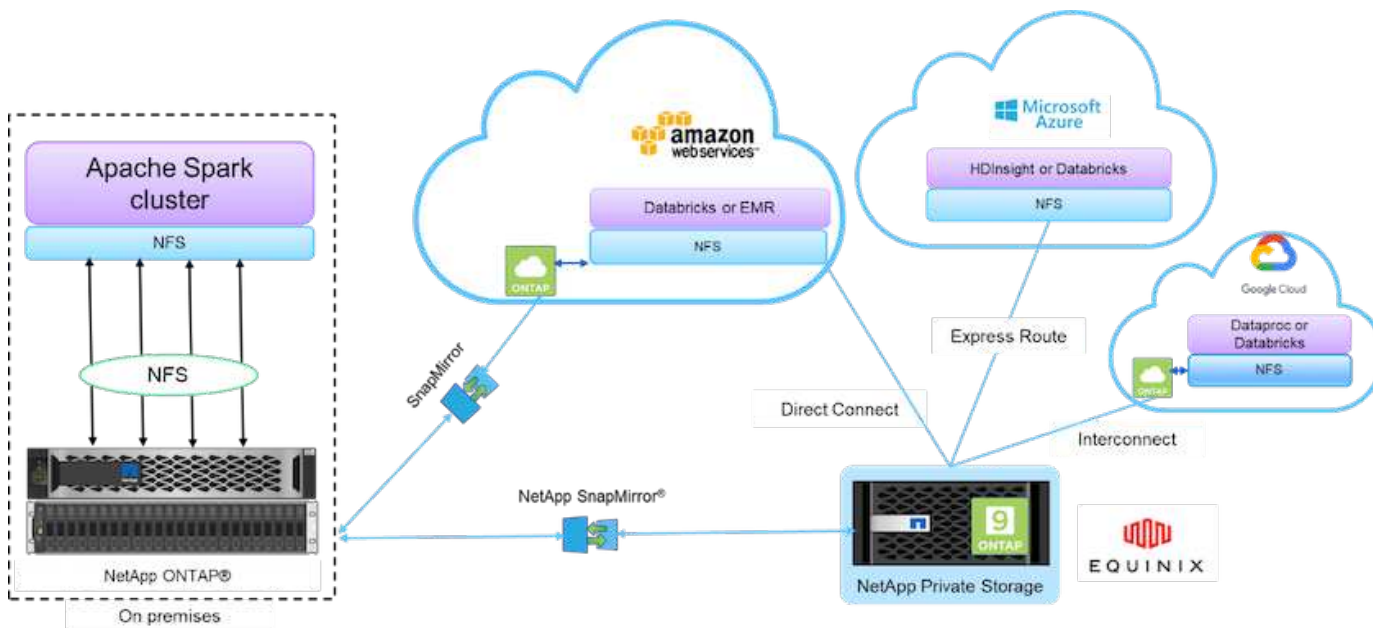 Apache Spark
cluster
NFS
NFS
NetApp ONTAP®
On premises
amazon
webservices™
Databricks or EMR
NFS
ONTAP
SnapMirror
NetApp SnapMirror®
Microsoft
Azure
HDInsight or Databricks
NFS
Express Route
Direct Connect
Google Cloud
Dataproc or
Databricks
NFS
ONTAP
Interconnect
9
ONTAP
NetApp Private Storage
EQUINIX